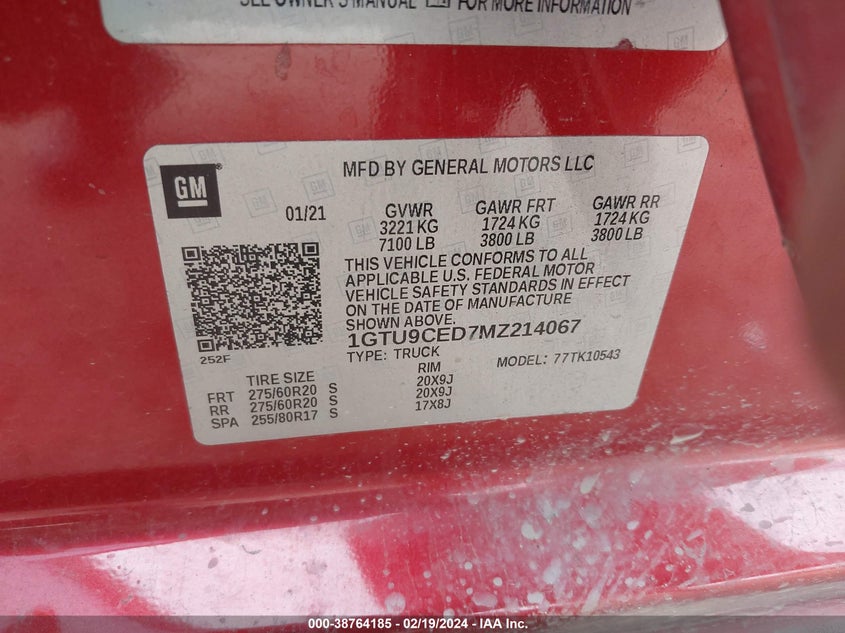 SEE OWNER'S MANUAL FOR MORE INFORMATION
GM
MFD BY GENERAL MOTORS LLC
01/21
GVWR GAWR FRT GAWR RR
3221 KG 1724 KG 1724 KG
7100 LB 3800 LB 3800 LB
THIS VEHICLE CONFORMS TO ALL
APPLICABLE U.S. FEDERAL MOTOR
VEHICLE SAFETY STANDARDS IN EFFECT
ON THE DATE OF MANUFACTURE
SHOWN ABOVE.
1GTU9CED7MZ214067
252F
TYPE: TRUCK MODEL: 77TK10543
TIRE SIZE RIM
FRT 275/60R20 S 20X9J
RR 275/60R20 S 20X9J
SPA 255/80R17 S 17X8J
000-38764185 - 02/19/2024 - IAA Inc.